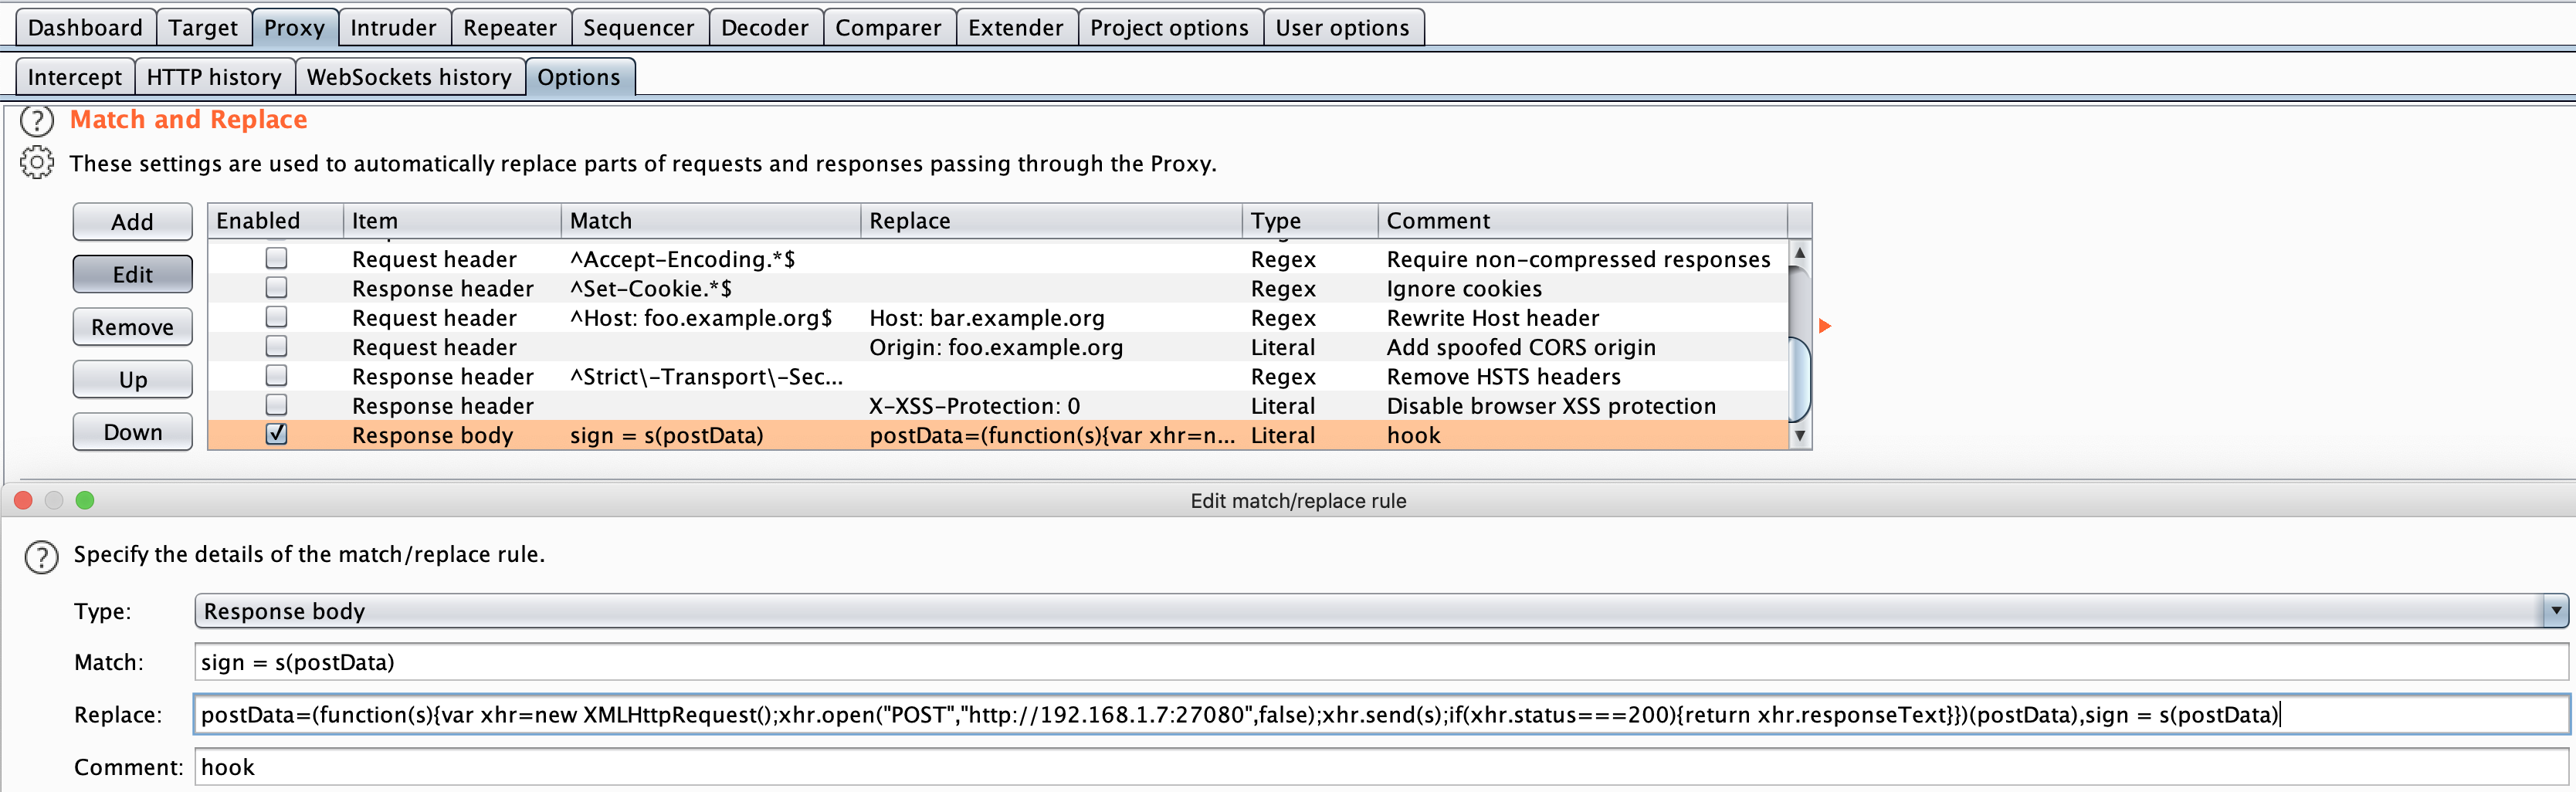 Dashboard Target Proxy Intruder Repeater Sequencer Decoder Comparer Extender Project options User options
Intercept HTTP history WebSockets history Options
? Match and Replace
These settings are used to automatically replace parts of requests and responses passing through the Proxy.
Add
Edit
Remove
Up
Down
Enabled Item Match Replace Type Comment
Request header ^Accept-Encoding.*$ Regex Require non-compressed responses
Response header ^Set-Cookie.*$ Regex Ignore cookies
Request header ^Host: foo.example.org$ Host: bar.example.org Regex Rewrite Host header
Request header Origin: foo.example.org Literal Add spoofed CORS origin
Response header ^Strict\-Transport\-Sec... Regex Remove HSTS headers
Response header X-XSS-Protection: 0 Literal Disable browser XSS protection
Response body sign = s(postData) postData=(function(s){var xhr=n... Literal hook
Edit match/replace rule
? Specify the details of the match/replace rule.
Type: Response body
Match: sign = s(postData)
Replace: postData=(function(s){var xhr=new XMLHttpRequest();xhr.open("POST","http://192.168.1.7:27080",false);xhr.send(s);if(xhr.status===200){return xhr.responseText}})(postData),sign = s(postData)
Comment: hook